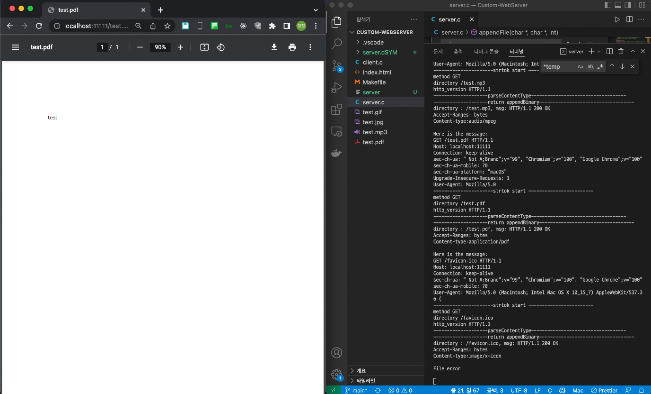 test.pdf
localhost:11111/test....
test.pdf
1 / 1
90%
test
server.c — Custom-WebServer
탐색기
CUSTOM-WEBSERVER
.vscode
server.dSYM
client.c
index.html
Makefile
server U
server.c
test.gif
test.jpg
test.mp3
test.pdf
개요
타임라인
server.c
server.c > appendFile(char *, char *, int)
문제 출력 디버그 콘솔 터미널
server
*temp
User-Agent: Mozilla/5.0 (Macintosh; Int
----------------------strtok start
method GET
directory /test.mp3
http_version HTTP/1.1
----------------------parseContentType----------------------
----------------------return appendBinary----------------------
directory : /test.mp3, msg: HTTP/1.1 200 OK
Accept-Ranges: bytes
Content-type:audio/mpeg
Here is the message:
GET /test.pdf HTTP/1.1
Host: localhost:11111
Connection: keep-alive
sec-ch-ua: " Not A;Brand";v="99", "Chromium";v="100", "Google Chrome";v="100"
sec-ch-ua-mobile: ?0
sec-ch-ua-platform: "macOS"
Upgrade-Insecure-Requests: 1
User-Agent: Mozilla/5.0
----------------------strtok start ----------------------
method GET
directory /test.pdf
http_version HTTP/1.1
----------------------parseContentType----------------------
----------------------return appendBinary----------------------
directory : /test.pdf, msg: HTTP/1.1 200 OK
Accept-Ranges: bytes
Content-type:application/pdf
Here is the message:
GET /favicon.ico HTTP/1.1
Host: localhost:11111
Connection: keep-alive
sec-ch-ua: " Not A;Brand";v="99", "Chromium";v="100", "Google Chrome";v="100"
sec-ch-ua-mobile: ?0
User-Agent: Mozilla/5.0 (Macintosh; Intel Mac OS X 10_15_7) AppleWebKit/537.36 (
----------------------strtok start ----------------------
method GET
directory /favicon.ico
http_version HTTP/1.1
----------------------parseContentType----------------------
----------------------return appendBinary----------------------
directory : /favicon.ico, msg: HTTP/1.1 200 OK
Accept-Ranges: bytes
Content-type:image/x-icon
File error
main* 0 0 줄 21, 열 67 공백: 3 UTF-8 LF C Mac Prettier